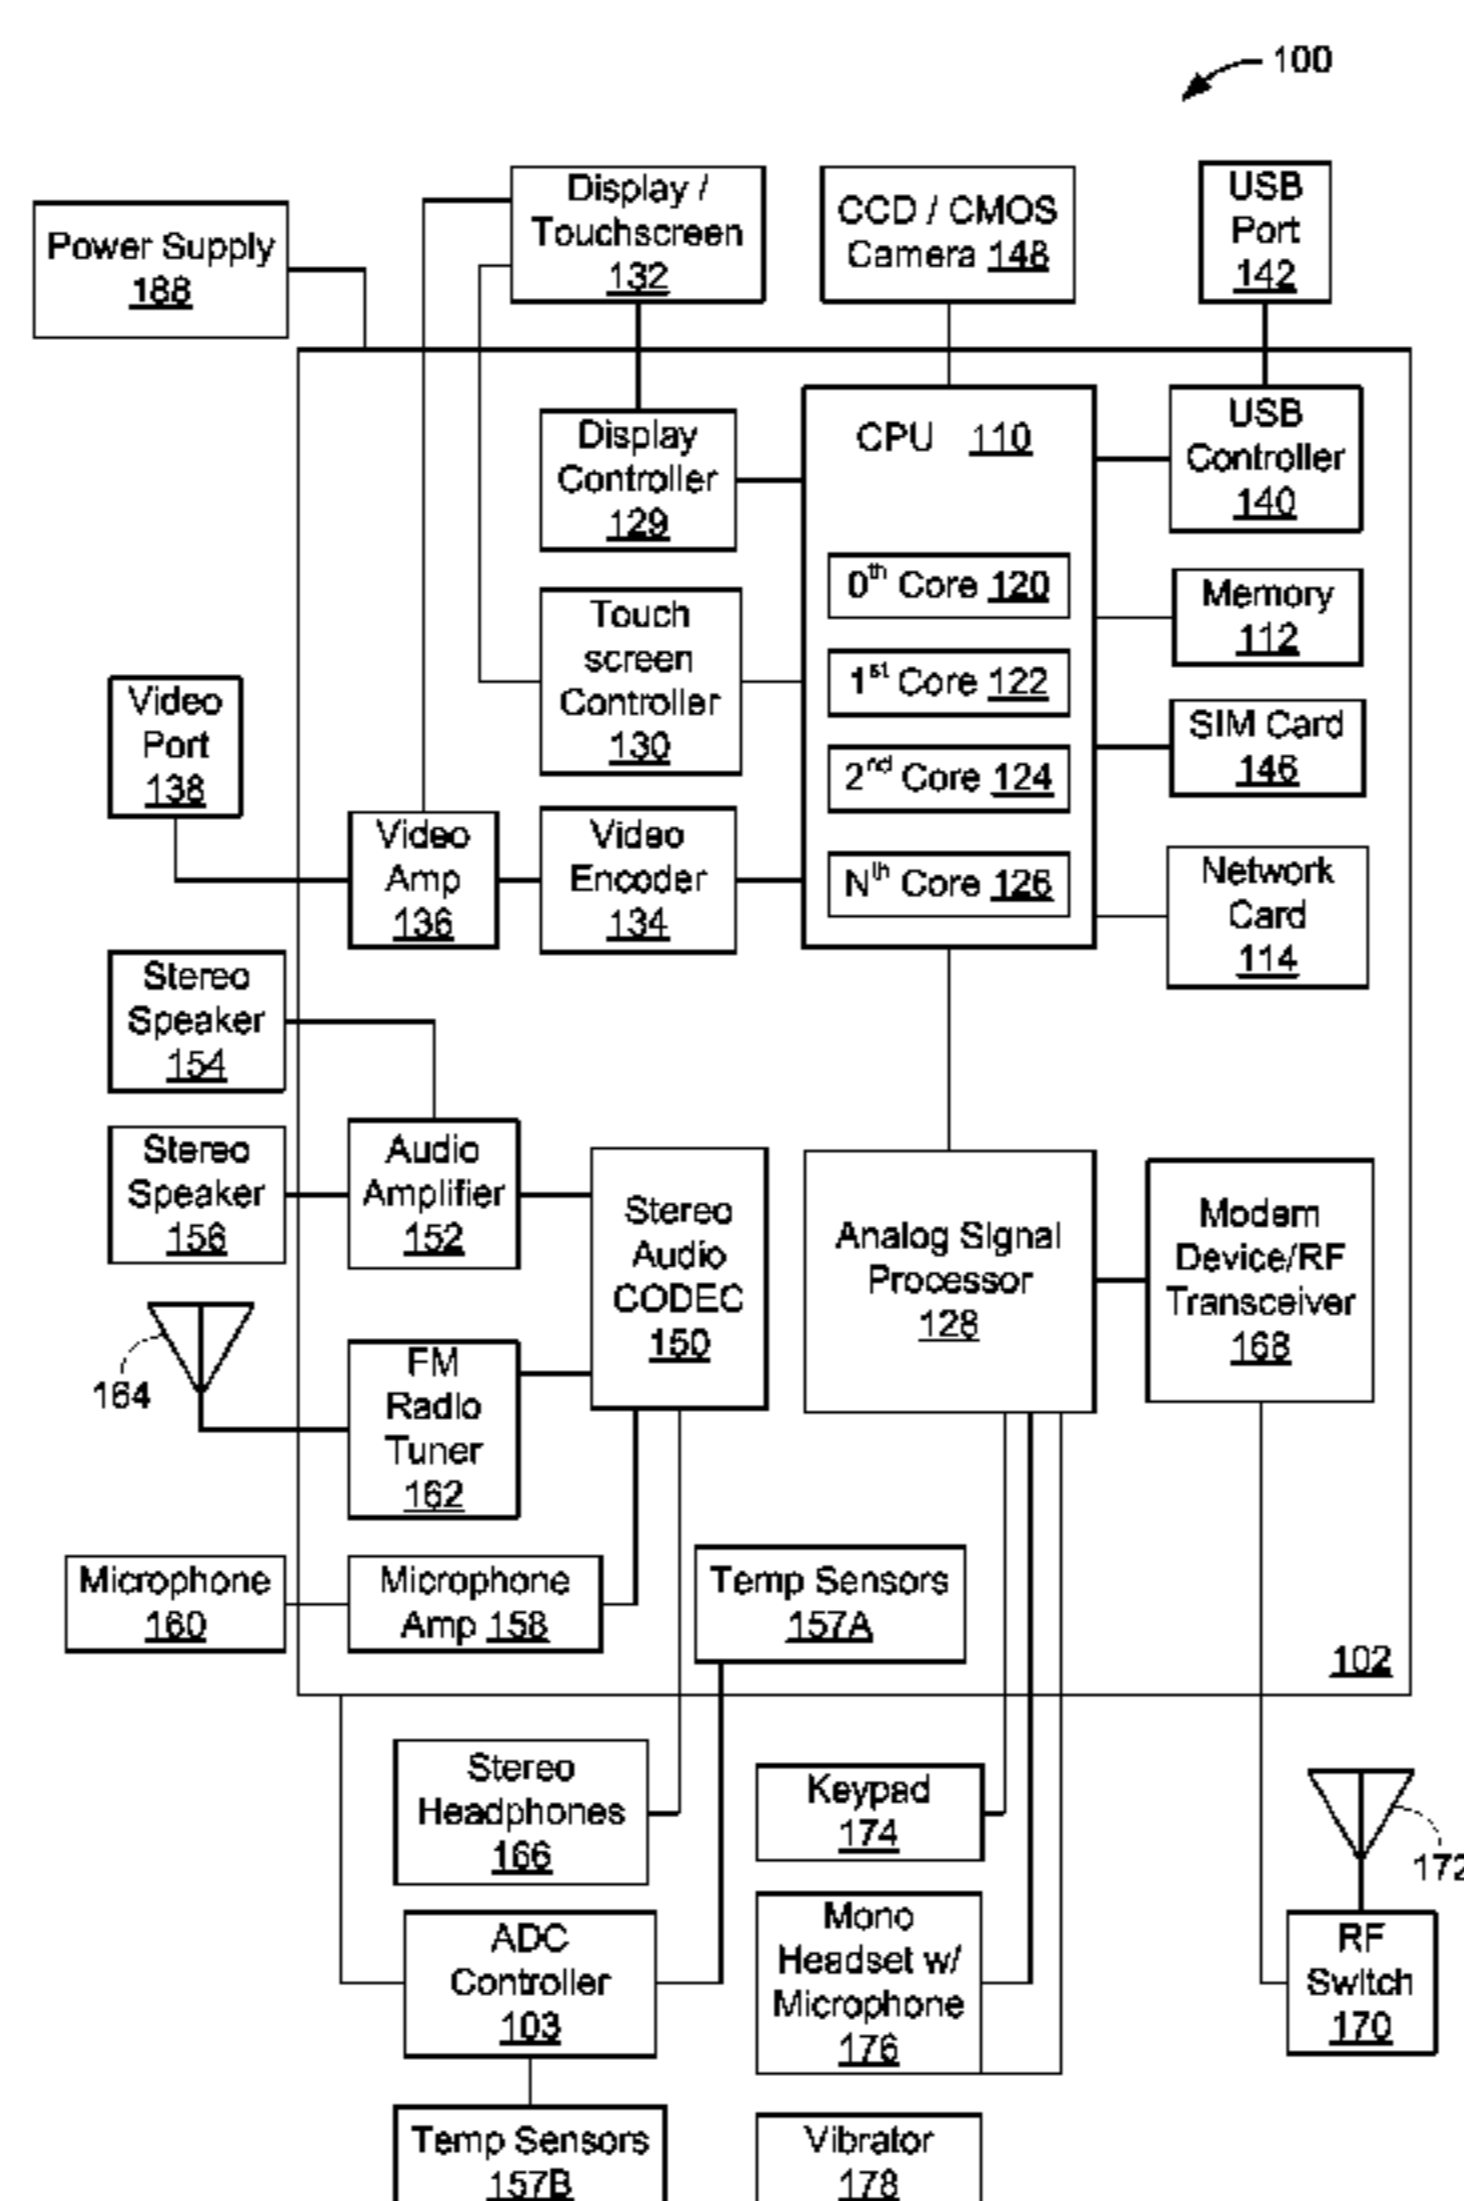 100
Display /
Touchscreen
132
CCD / CMOS
Camera 148
USB
Port
142
Power Supply
188
Display
Controller
129
CPU 110
USB
Controller
140
0th Core 120
1st Core 122
2nd Core 124
Nth Core 126
Memory
112
Touch
screen
Controller
130
SIM Card
146
Video
Port
138
Video
Amp
136
Video
Encoder
134
Network
Card
114
Stereo
Speaker
154
Stereo
Speaker
156
Audio
Amplifier
152
Stereo
Audio
CODEC
150
Analog Signal
Processor
128
Modem
Device/RF
Transceiver
168
164
FM
Radio
Tuner
162
Microphone
160
Microphone
Amp 158
Temp Sensors
157A
102
Stereo
Headphones
166
Keypad
174
172
ADC
Controller
103
Mono
Headset w/
Microphone
176
RF
Switch
170
Temp Sensors
157B
Vibrator
178